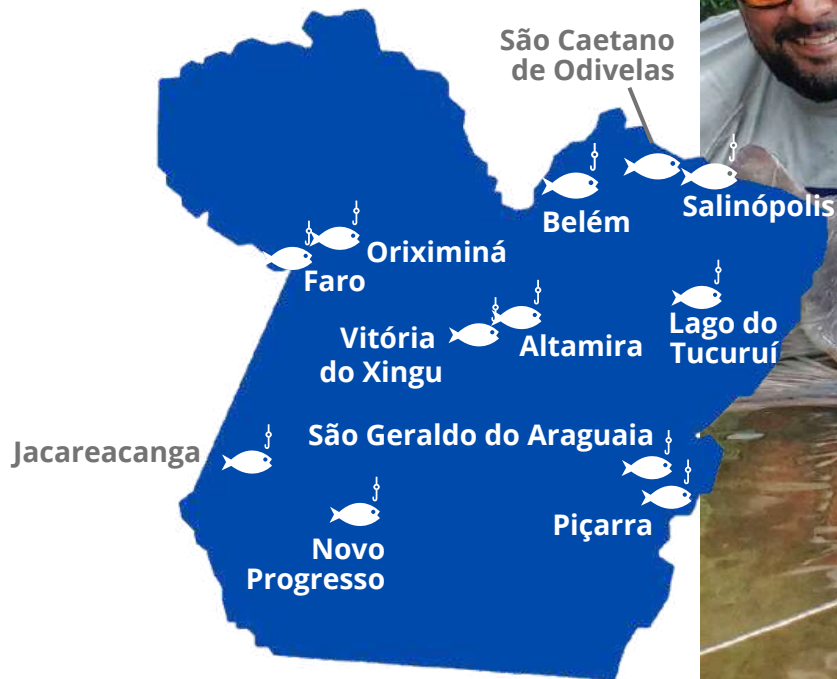 São Caetano
de Odivelas
Salinópolis
Belém
Oriximiná
Faro
Lago do
Tucuruí
Vitória
do Xingu
Altamira
São Geraldo do Araguaia
Jacareacanga
Piçarra
Novo
Progresso